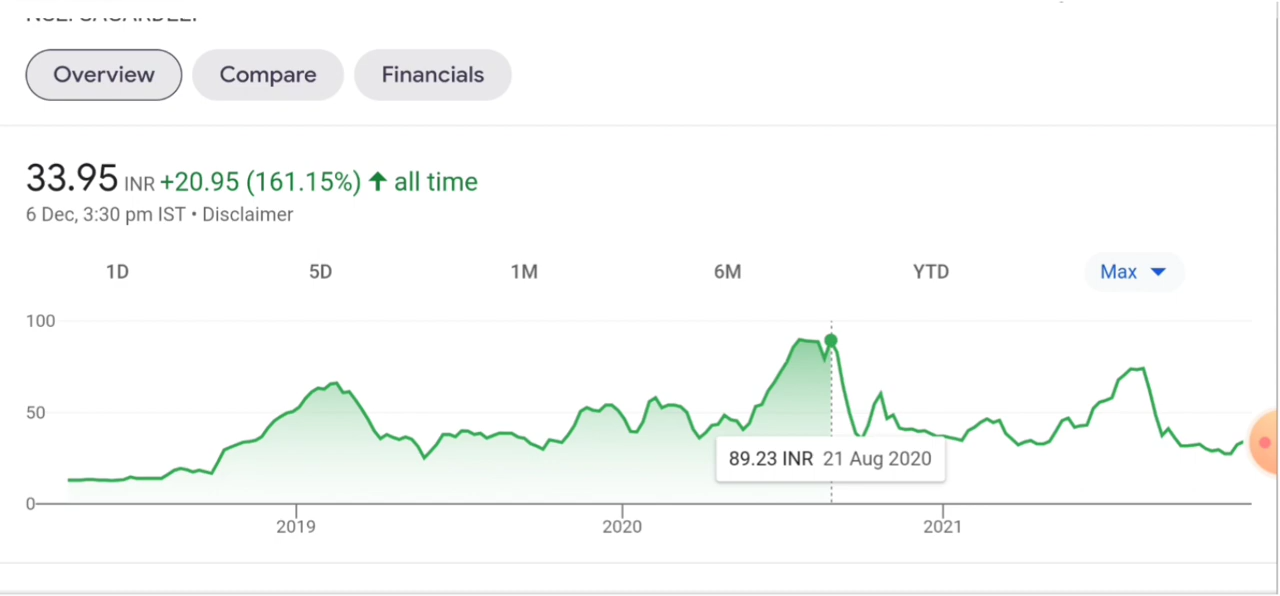 Overview Compare Financials
33.95 INR +20.95 (161.15%) ↑ all time
6 Dec, 3:30 pm IST • Disclaimer
1D 5D 1M 6M YTD Max
100
50
89.23 INR 21 Aug 2020
0
2019 2020 2021